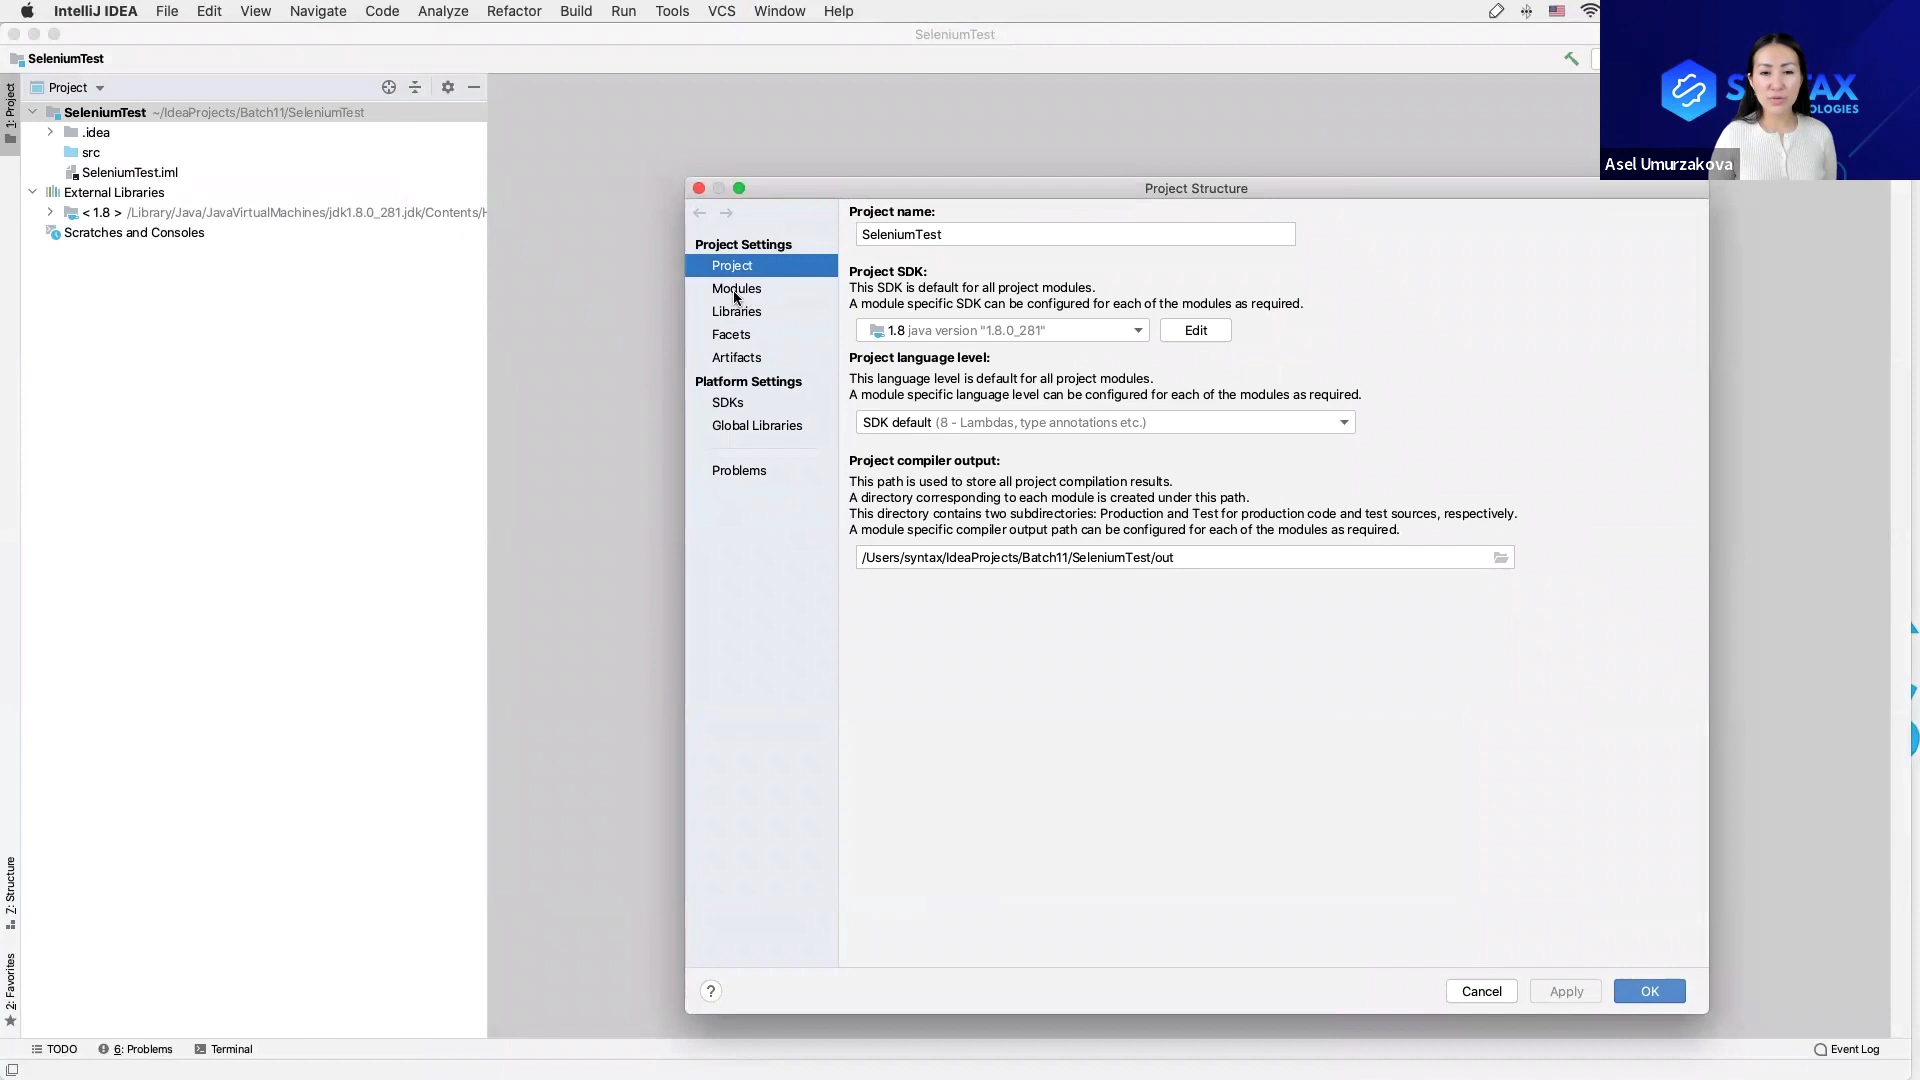 IntelliJ IDEA File Edit View Navigate Code Analyze Refactor Build Run Tools VCS Window Help
SeleniumTest
SeleniumTest
Asel Umurzakova
1: Project
Project
SeleniumTest ~/IdeaProjects/Batch11/SeleniumTest
.idea
src
SeleniumTest.iml
External Libraries
< 1.8 > /Library/Java/JavaVirtualMachines/jdk1.8.0_281.jdk/Contents/H
Scratches and Consoles
Project Structure
Project Settings
Project
Modules
Libraries
Facets
Artifacts
Platform Settings
SDKs
Global Libraries
Problems
Project name:
SeleniumTest
Project SDK:
This SDK is default for all project modules.
A module specific SDK can be configured for each of the modules as required.
1.8 java version "1.8.0_281"
Edit
Project language level:
This language level is default for all project modules.
A module specific language level can be configured for each of the modules as required.
SDK default (8 - Lambdas, type annotations etc.)
Project compiler output:
This path is used to store all project compilation results.
A directory corresponding to each module is created under this path.
This directory contains two subdirectories: Production and Test for production code and test sources, respectively.
A module specific compiler output path can be configured for each of the modules as required.
/Users/syntax/IdeaProjects/Batch11/SeleniumTest/out
?
Cancel
Apply
OK
Z: Structure
2: Favorites
TODO
6: Problems
Terminal
Event Log